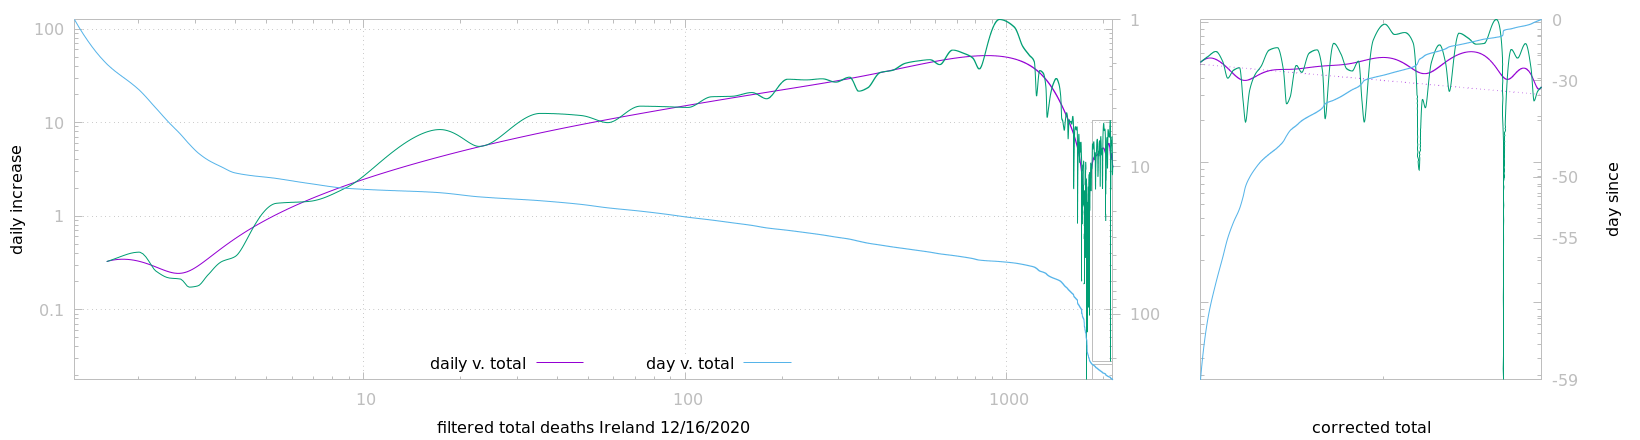 100
10
1
0.1
daily increase
daily v. total
day v. total
10
100
1000
filtered total deaths Ireland 12/16/2020
1
10
100
0
-30
-50
-55
-59
day since
corrected total